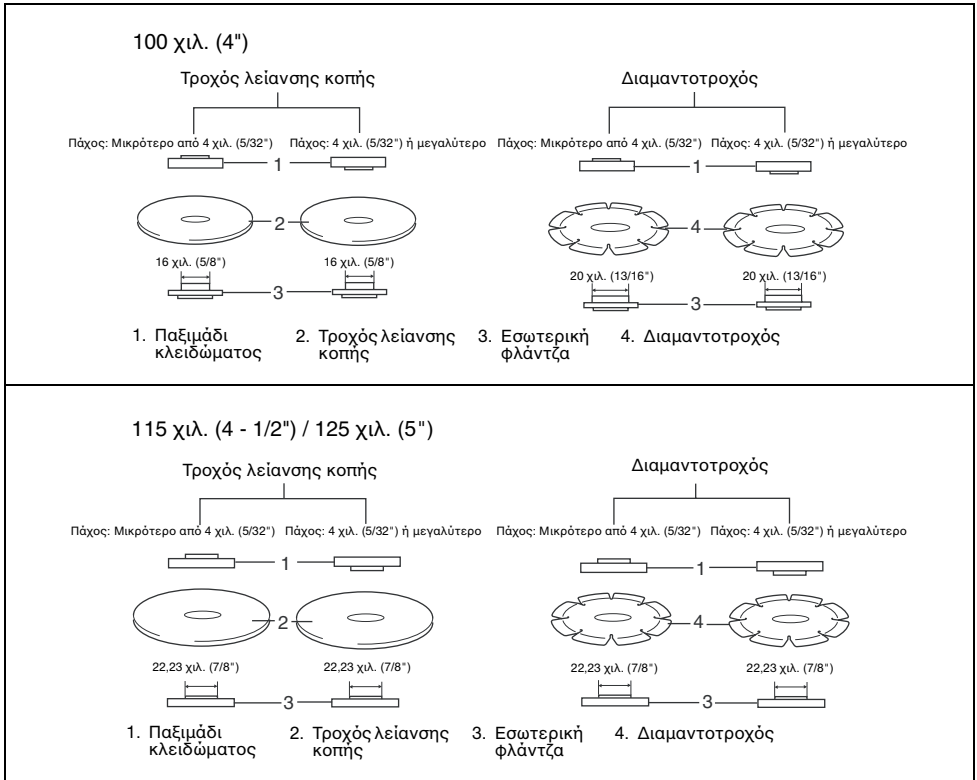 100 χιλ. (4")
Τροχός λείανσης κοπής
Διαμαντοτροχός
Πάχος: Μικρότερο από 4 χιλ. (5/32") Πάχος: 4 χιλ. (5/32") ή μεγαλύτερο
Πάχος: Μικρότερο από 4 χιλ. (5/32") Πάχος: 4 χιλ. (5/32") ή μεγαλύτερο
1
1
2
4
16 χιλ. (5/8")
16 χιλ. (5/8")
20 χιλ. (13/16")
20 χιλ. (13/16")
3
3
1. Παξιμάδι κλειδώματος
2. Τροχός λείανσης κοπής
3. Εσωτερική φλάντζα
4. Διαμαντοτροχός
115 χιλ. (4 - 1/2") / 125 χιλ. (5")
Τροχός λείανσης κοπής
Διαμαντοτροχός
Πάχος: Μικρότερο από 4 χιλ. (5/32") Πάχος: 4 χιλ. (5/32") ή μεγαλύτερο
Πάχος: Μικρότερο από 4 χιλ. (5/32") Πάχος: 4 χιλ. (5/32") ή μεγαλύτερο
1
1
2
4
22,23 χιλ. (7/8")
22,23 χιλ. (7/8")
22,23 χιλ. (7/8")
22,23 χιλ. (7/8")
3
3
1. Παξιμάδι κλειδώματος
2. Τροχός λείανσης κοπής
3. Εσωτερική φλάντζα
4. Διαμαντοτροχός